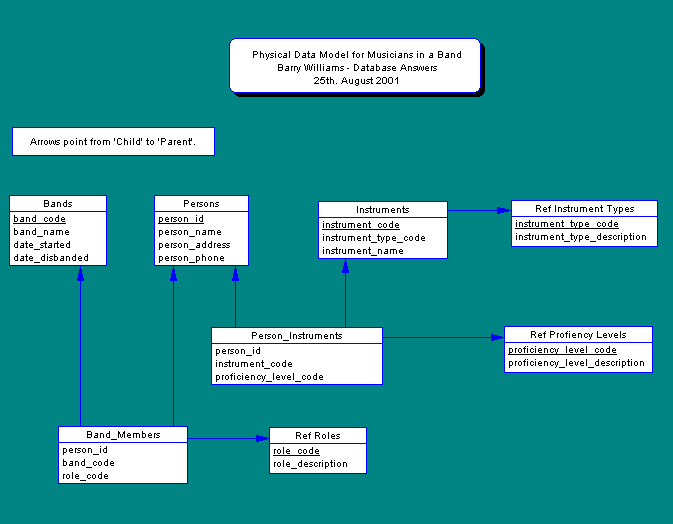 Physical Data Model for Musicians in a Band
Barry Williams - Database Answers
25th. August 2001
Arrows point from 'Child' to 'Parent'.
Bands
band_code
band_name
date_started
date_disbanded
Persons
person_id
person_name
person_address
person_phone
Instruments
instrument_code
instrument_type_code
instrument_name
Ref Instrument Types
instrument_type_code
instrument_type_description
Person_Instruments
person_id
instrument_code
proficiency_level_code
Ref Profiency Levels
proficiency_level_code
proficiency_level_description
Band_Members
person_id
band_code
role_code
Ref Roles
role_code
role_description